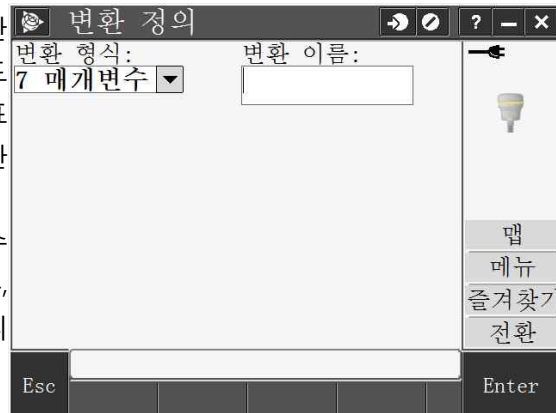 변환 정의
? — ×
변환 형식: 변환 이름:
7 매개변수
맵
메뉴
즐겨찾기
전환
Esc
Enter